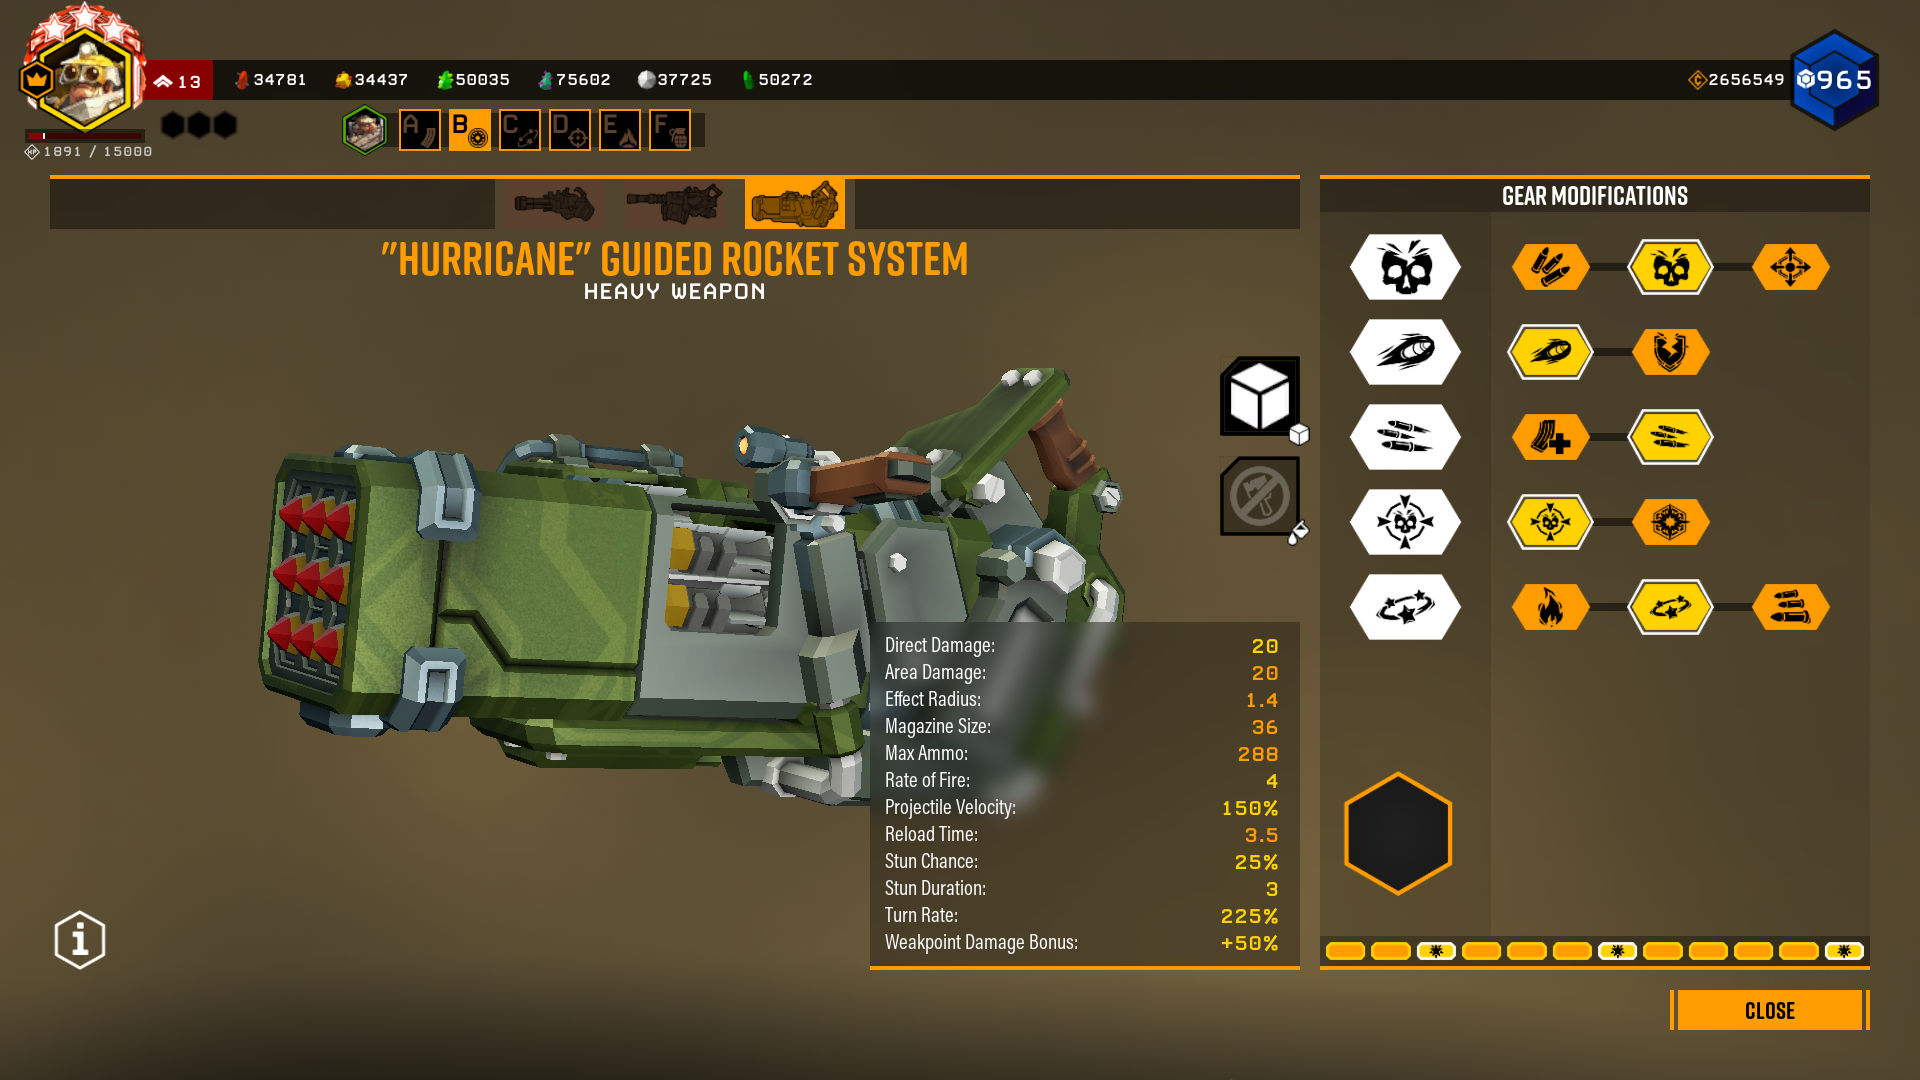 13 34781 34437 50035 75602 37725 50272 2656549 965
1891 / 15000
A B C D E F
GEAR MODIFICATIONS
"HURRICANE" GUIDED ROCKET SYSTEM
HEAVY WEAPON
Direct Damage: 20
Area Damage: 20
Effect Radius: 1.4
Magazine Size: 36
Max Ammo: 288
Rate of Fire: 4
Projectile Velocity: 150%
Reload Time: 3.5
Stun Chance: 25%
Stun Duration: 3
Turn Rate: 225%
Weakpoint Damage Bonus: +50%
CLOSE